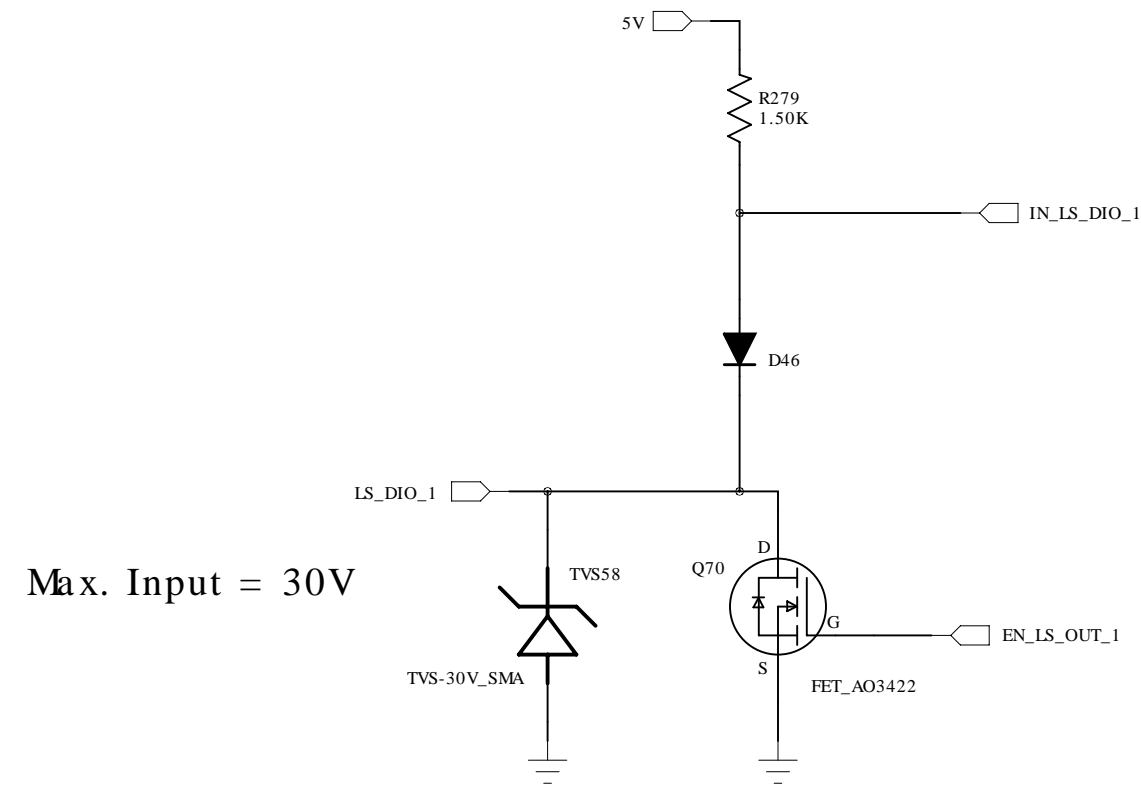 5V
R279
1.50K
IN_LS_DIO_1
D46
LS_DIO_1
D
Q70
TVS58
Max. Input = 30V
G
EN_LS_OUT_1
S
TVS-30V_SMA
FET_AO3422